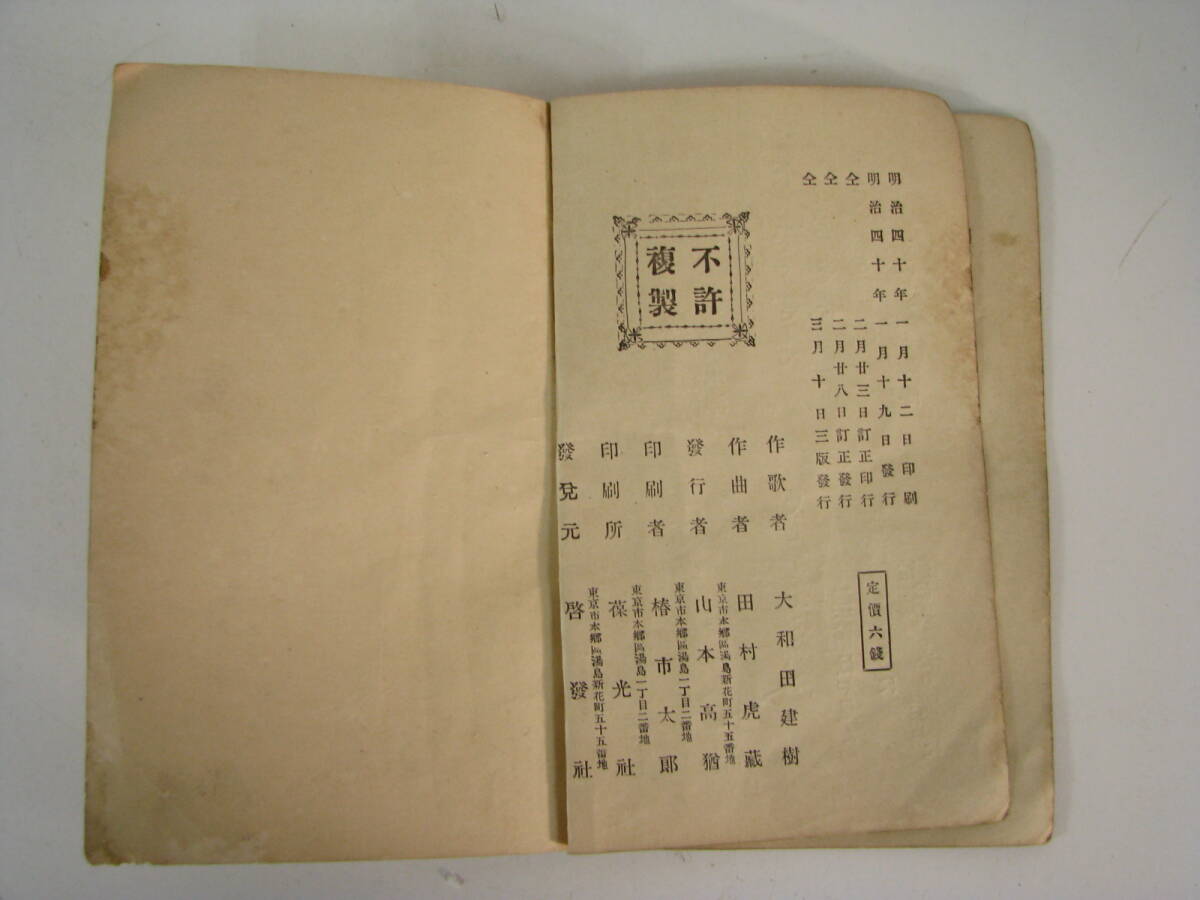 明治四十年一月十二日印刷
明治四十年一月十九日發行
仝二月廿三日訂正印行
仝二月廿八日訂正發行
仝三月十日三版發行
定價六錢
不許
複製
作歌者 大和田建樹
作曲者 田村虎藏
東京市本鄉區湯島新花町五十五番地
發行者 山本高猶
東京市本鄉區湯島一丁目二番地
印刷者 椿市太郎
東京市本鄉區湯島一丁目二番地
印刷所 葆光社
東京市本鄉區湯島新花町五十五番地
發兌元 啓發社